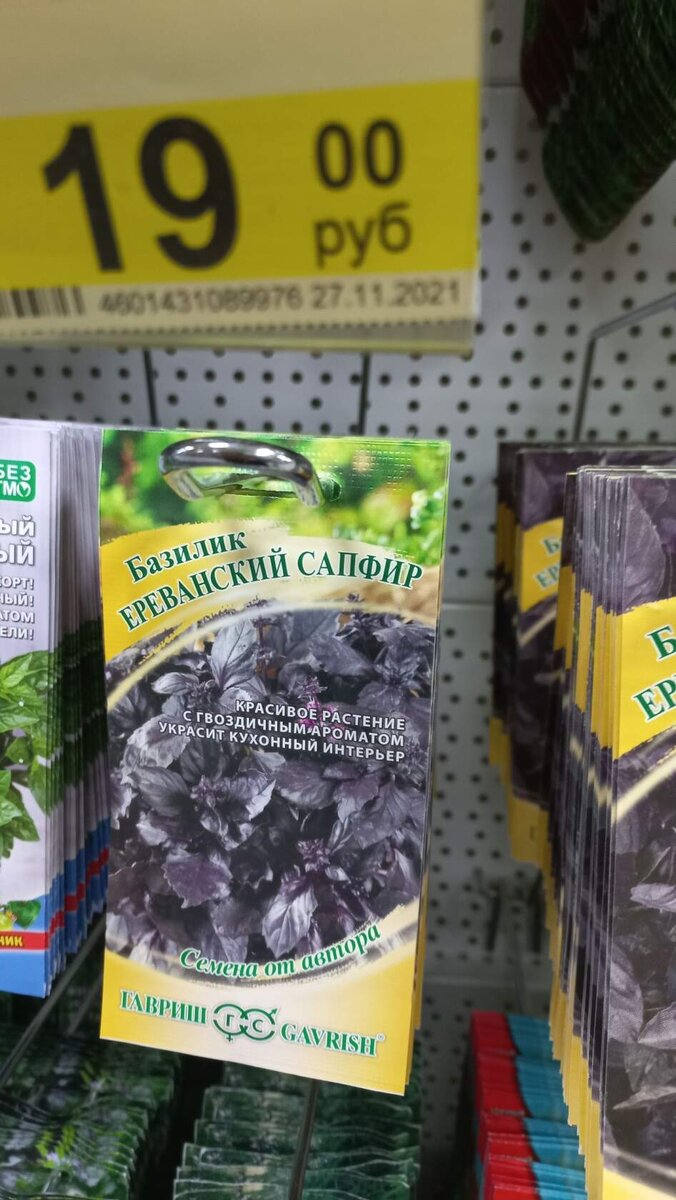 19 00
руб
4601431089976 27.11.2021
БЕЗ
ГМО
Базилик
ЕРЕВАНСКИЙ САПФИР
КРАСИВОЕ РАСТЕНИЕ
С ГВОЗДИЧНЫМ АРОМАТОМ
УКРАСИТ КУХОННЫЙ ИНТЕРЬЕР
Семена от автора
ГАВРИШ ГС GAVRISH®